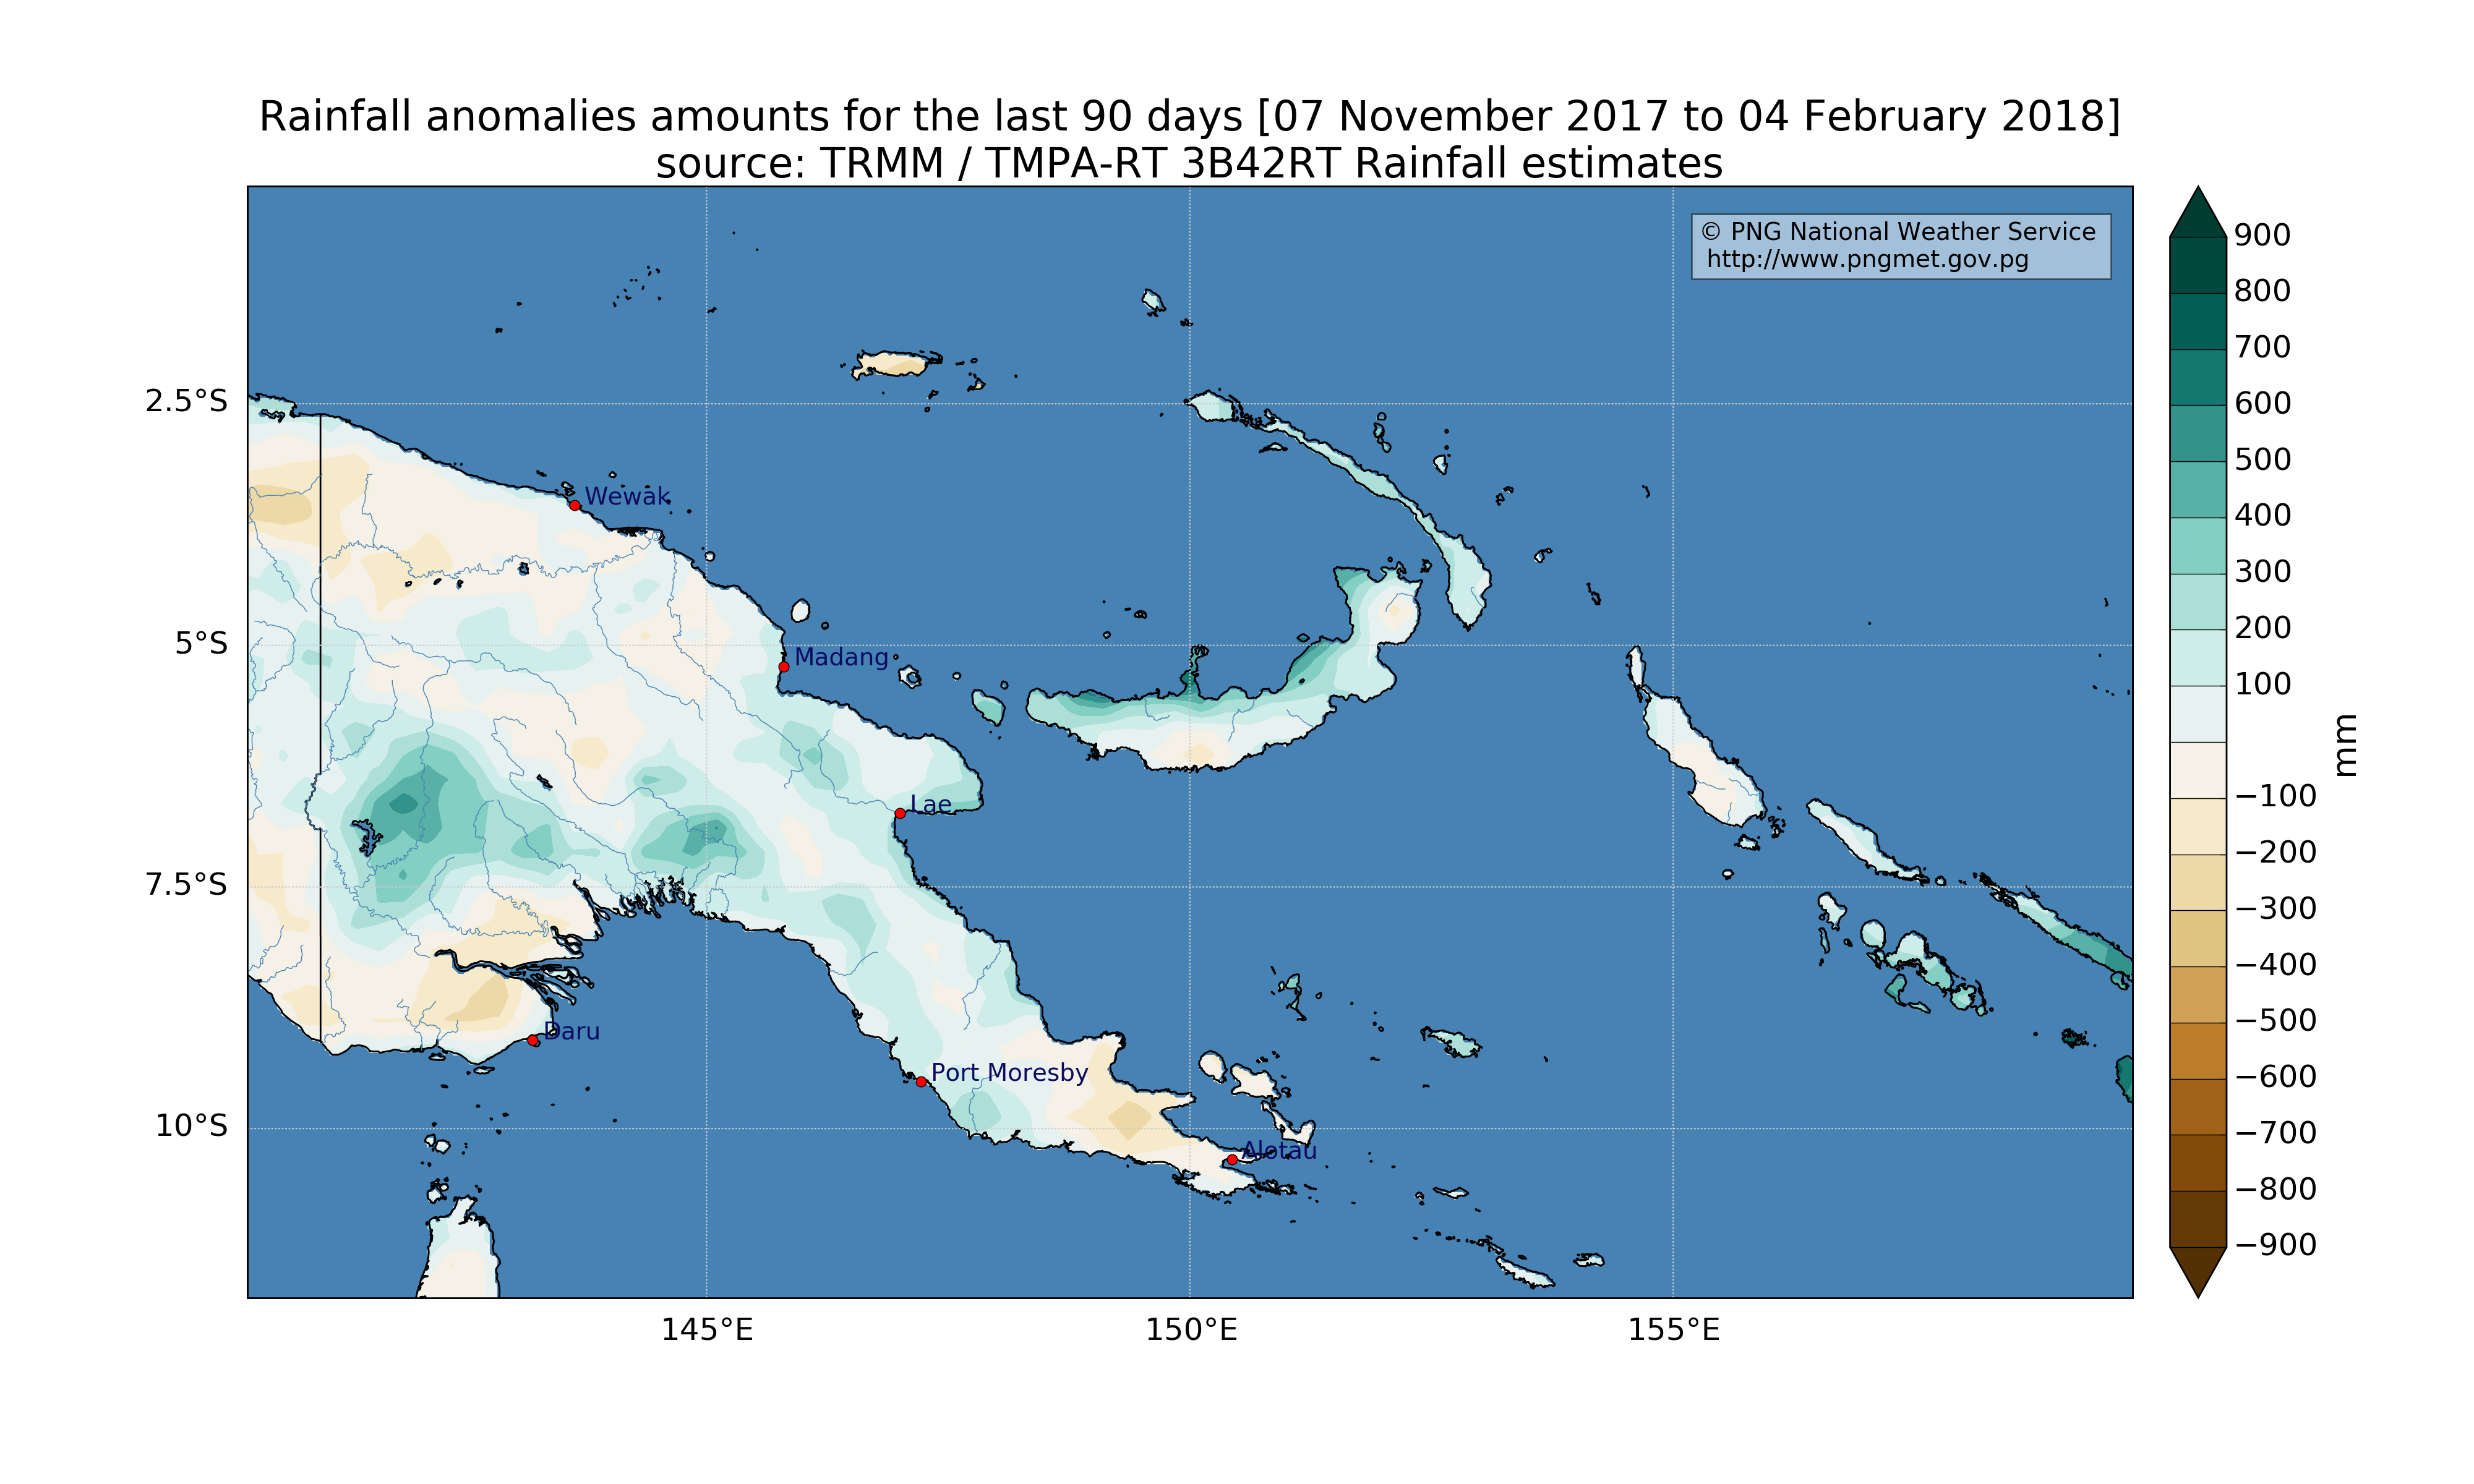 Rainfall anomalies amounts for the last 90 days [07 November 2017 to 04 February 2018]
source: TRMM / TMPA-RT 3B42RT Rainfall estimates
© PNG National Weather Service
http://www.pngmet.gov.pg
2.5°S
5°S
7.5°S
10°S
Wewak
Madang
Lae
Daru
Port Moresby
Alotau
145°E
150°E
155°E
900
800
700
600
500
400
300
200
100
−100
−200
−300
−400
−500
−600
−700
−800
−900
mm